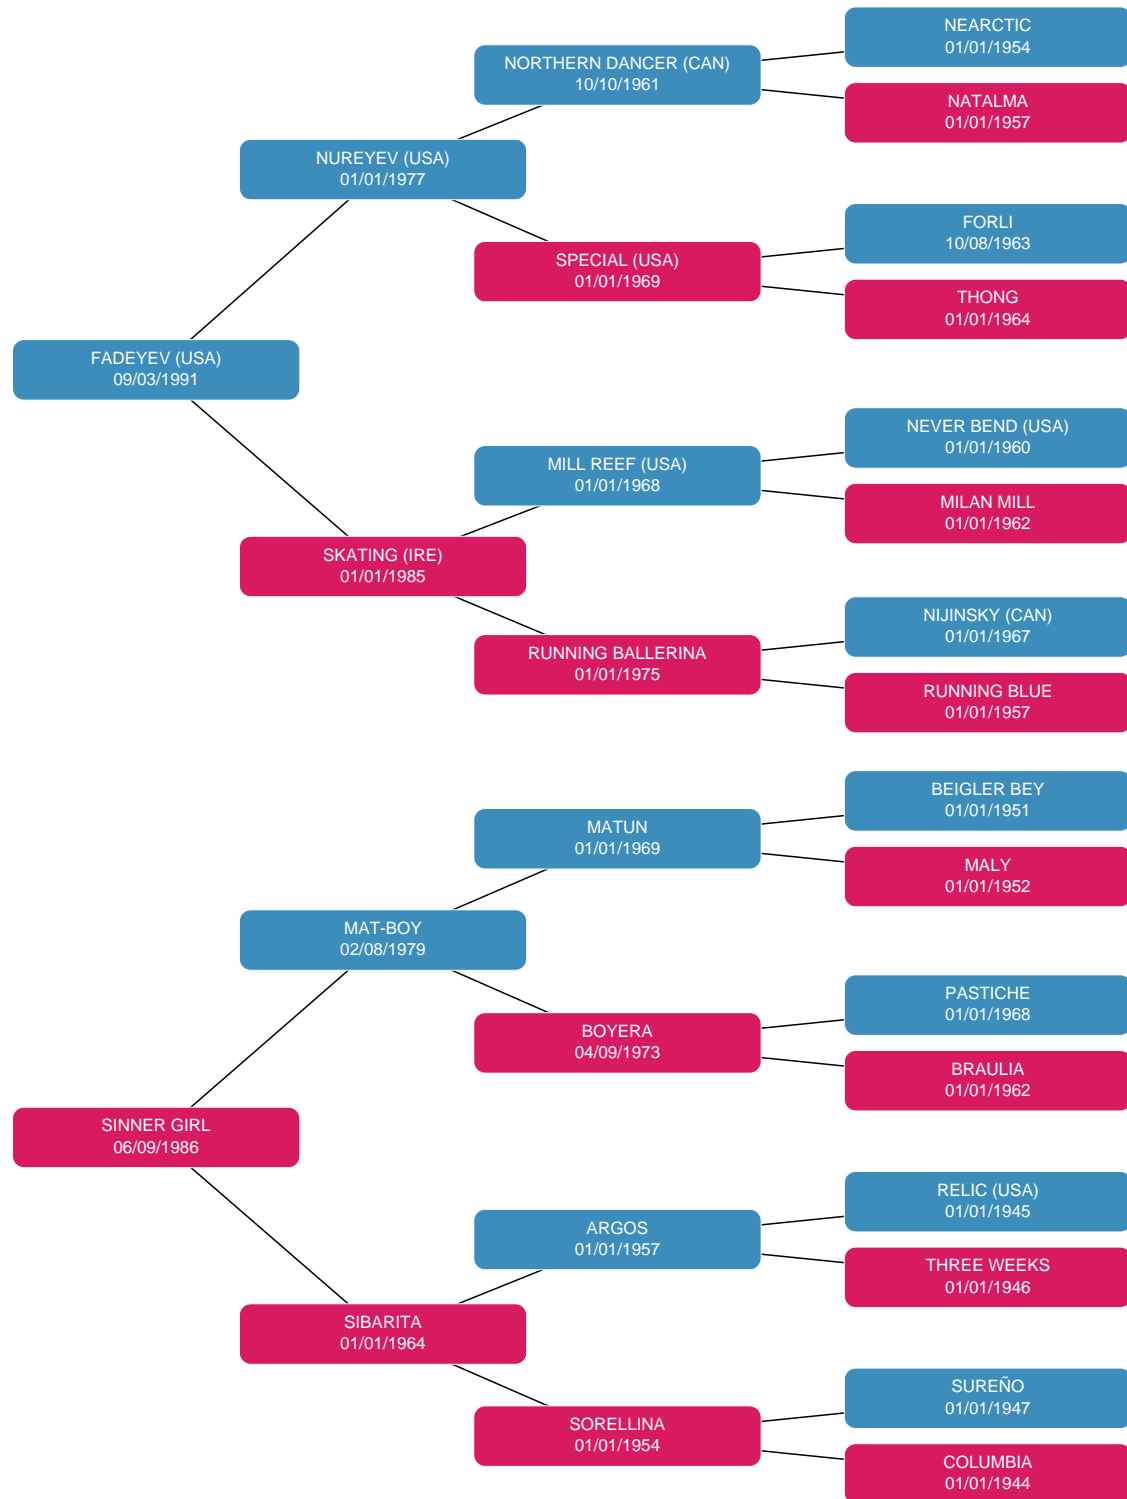 NEARCTIC
01/01/1954
NORTHERN DANCER (CAN)
10/10/1961
NATALMA
01/01/1957
NUREYEV (USA)
01/01/1977
FORLI
10/08/1963
SPECIAL (USA)
01/01/1969
THONG
01/01/1964
FADEYEV (USA)
09/03/1991
NEVER BEND (USA)
01/01/1960
MILL REEF (USA)
01/01/1968
MILAN MILL
01/01/1962
SKATING (IRE)
01/01/1985
NIJINSKY (CAN)
01/01/1967
RUNNING BALLERINA
01/01/1975
RUNNING BLUE
01/01/1957
BEIGLER BEY
01/01/1951
MATUN
01/01/1969
MALY
01/01/1952
MAT-BOY
02/08/1979
PASTICHE
01/01/1968
BOYERA
04/09/1973
BRAULIA
01/01/1962
SINNER GIRL
06/09/1986
RELIC (USA)
01/01/1945
ARGOS
01/01/1957
THREE WEEKS
01/01/1946
SIBARITA
01/01/1964
SUREÑO
01/01/1947
SORELLINA
01/01/1954
COLUMBIA
01/01/1944